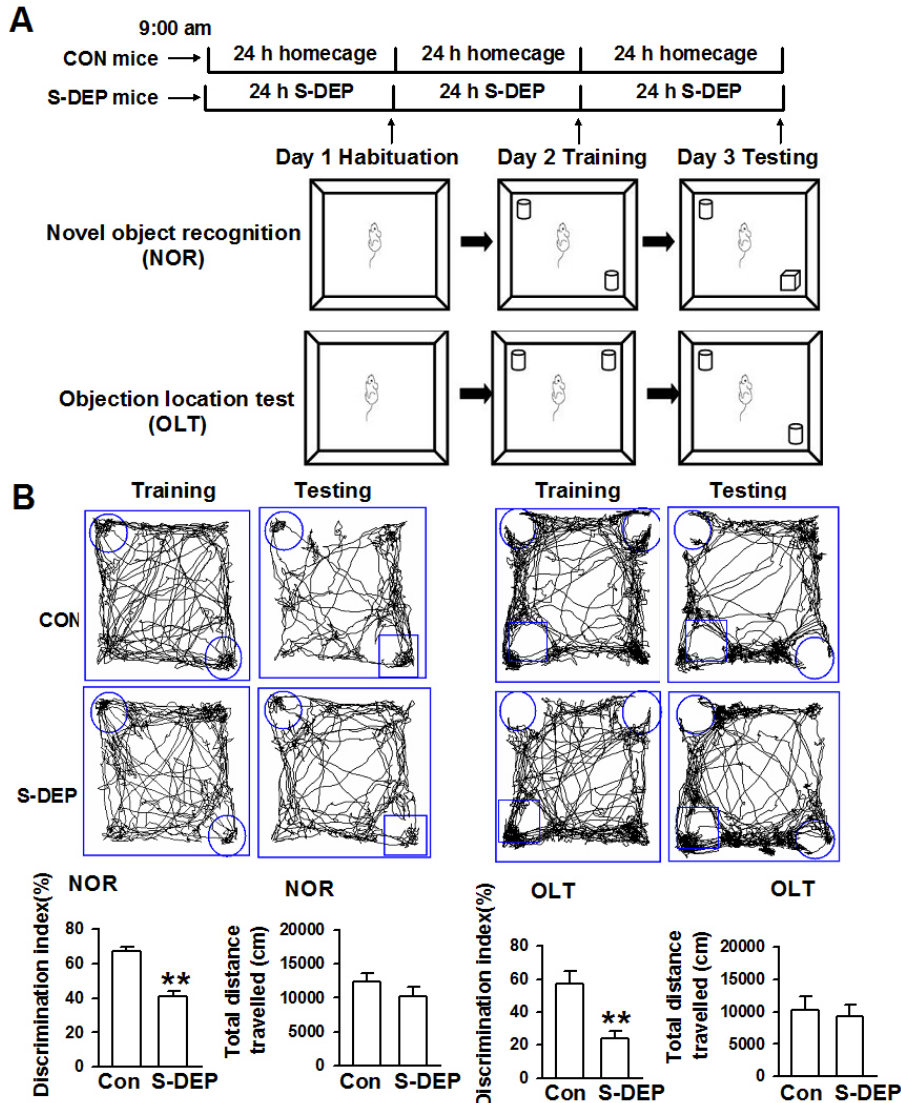 A
9:00 am
CON mice
24 h homecage 24 h homecage 24 h homecage
S-DEP mice
24 h S-DEP 24 h S-DEP 24 h S-DEP
Day 1 Habituation Day 2 Training Day 3 Testing
Novel object recognition
(NOR)
Objection location test
(OLT)
B
Training Testing Training Testing
CON
S-DEP
NOR
Discrimination index(%)
80
60
40
20
0
**
Con S-DEP
NOR
Total distance
travelled (cm)
20000
15000
10000
5000
0
Con S-DEP
OLT
Discrimination index(%)
80
60
40
20
0
**
Con S-DEP
OLT
Total distance
travelled (cm)
20000
15000
10000
5000
0
Con S-DEP